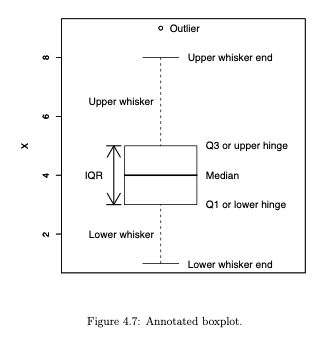 Outlier
8
Upper whisker end
Upper whisker
6
Q3 or upper hinge
X
IQR
4
Median
Q1 or lower hinge
Lower whisker
2
Lower whisker end
Figure 4.7: Annotated boxplot.